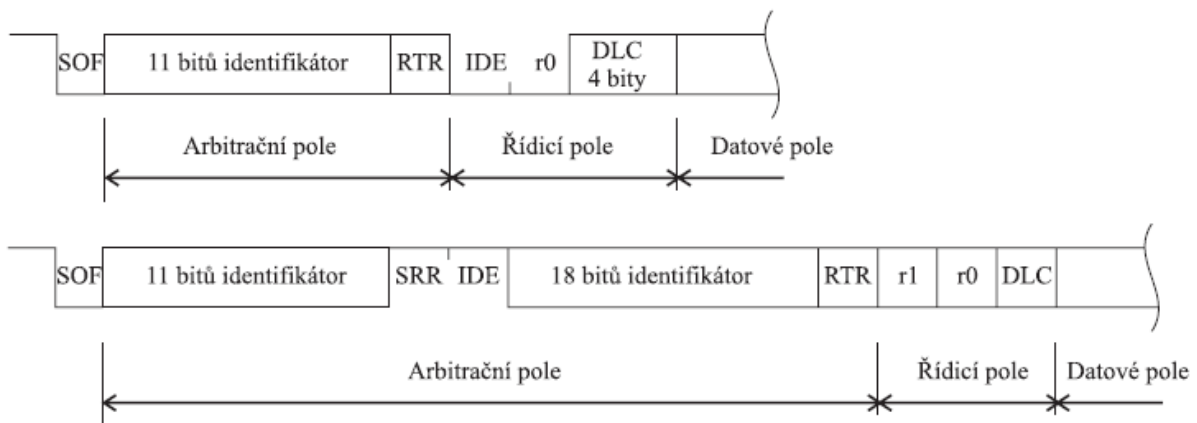 SOF 11 bitů identifikátor RTR IDE r0 DLC
4 bity
Arbitrační pole Řídicí pole Datové pole
SOF 11 bitů identifikátor SRR IDE 18 bitů identifikátor RTR r1 r0 DLC
Arbitrační pole Řídicí pole Datové pole